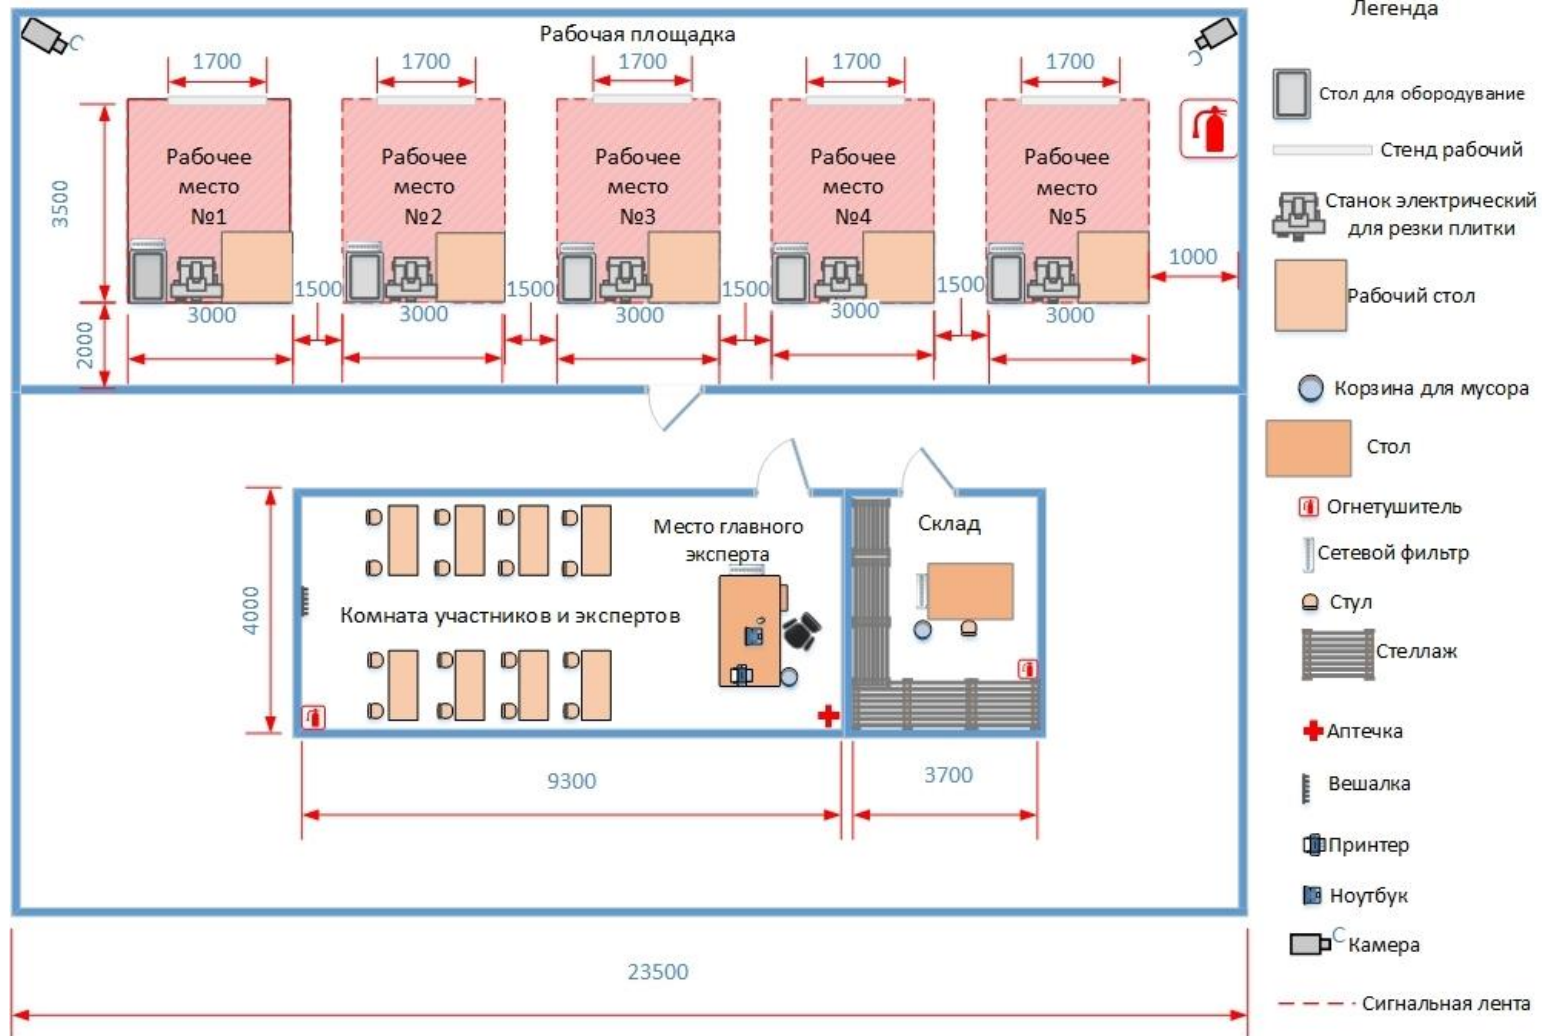 Легенда
Рабочая площадка
1700
1700
1700
1700
1700
Рабочее
место
№1
Рабочее
место
№2
Рабочее
место
№3
Рабочее
место
№4
Рабочее
место
№5
3500
1000
1500
1500
1500
1500
3000
3000
3000
3000
3000
2000
Место главного
эксперта
Склад
Комната участников и экспертов
4000
9300
3700
23500
Стол для обородувание
Стенд рабочий
Станок электрический
для резки плитки
Рабочий стол
Корзина для мусора
Стол
Огнетушитель
Сетевой фильтр
Стул
Стеллаж
Аптечка
Вешалка
Принтер
Ноутбук
С Камера
Сигнальная лента
С
С